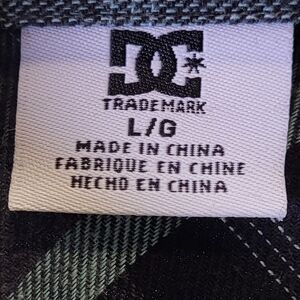 DC
TRADEMARK
L/G
MADE IN CHINA
FABRIQUE EN CHINE
HECHO EN CHINA